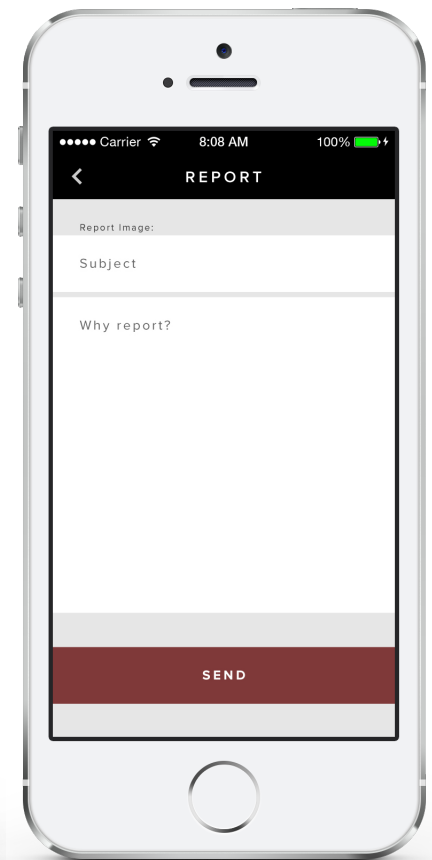 ●●●●● Carrier 8:08 AM 100%
REPORT
Report Image:
Subject
Why report?
SEND